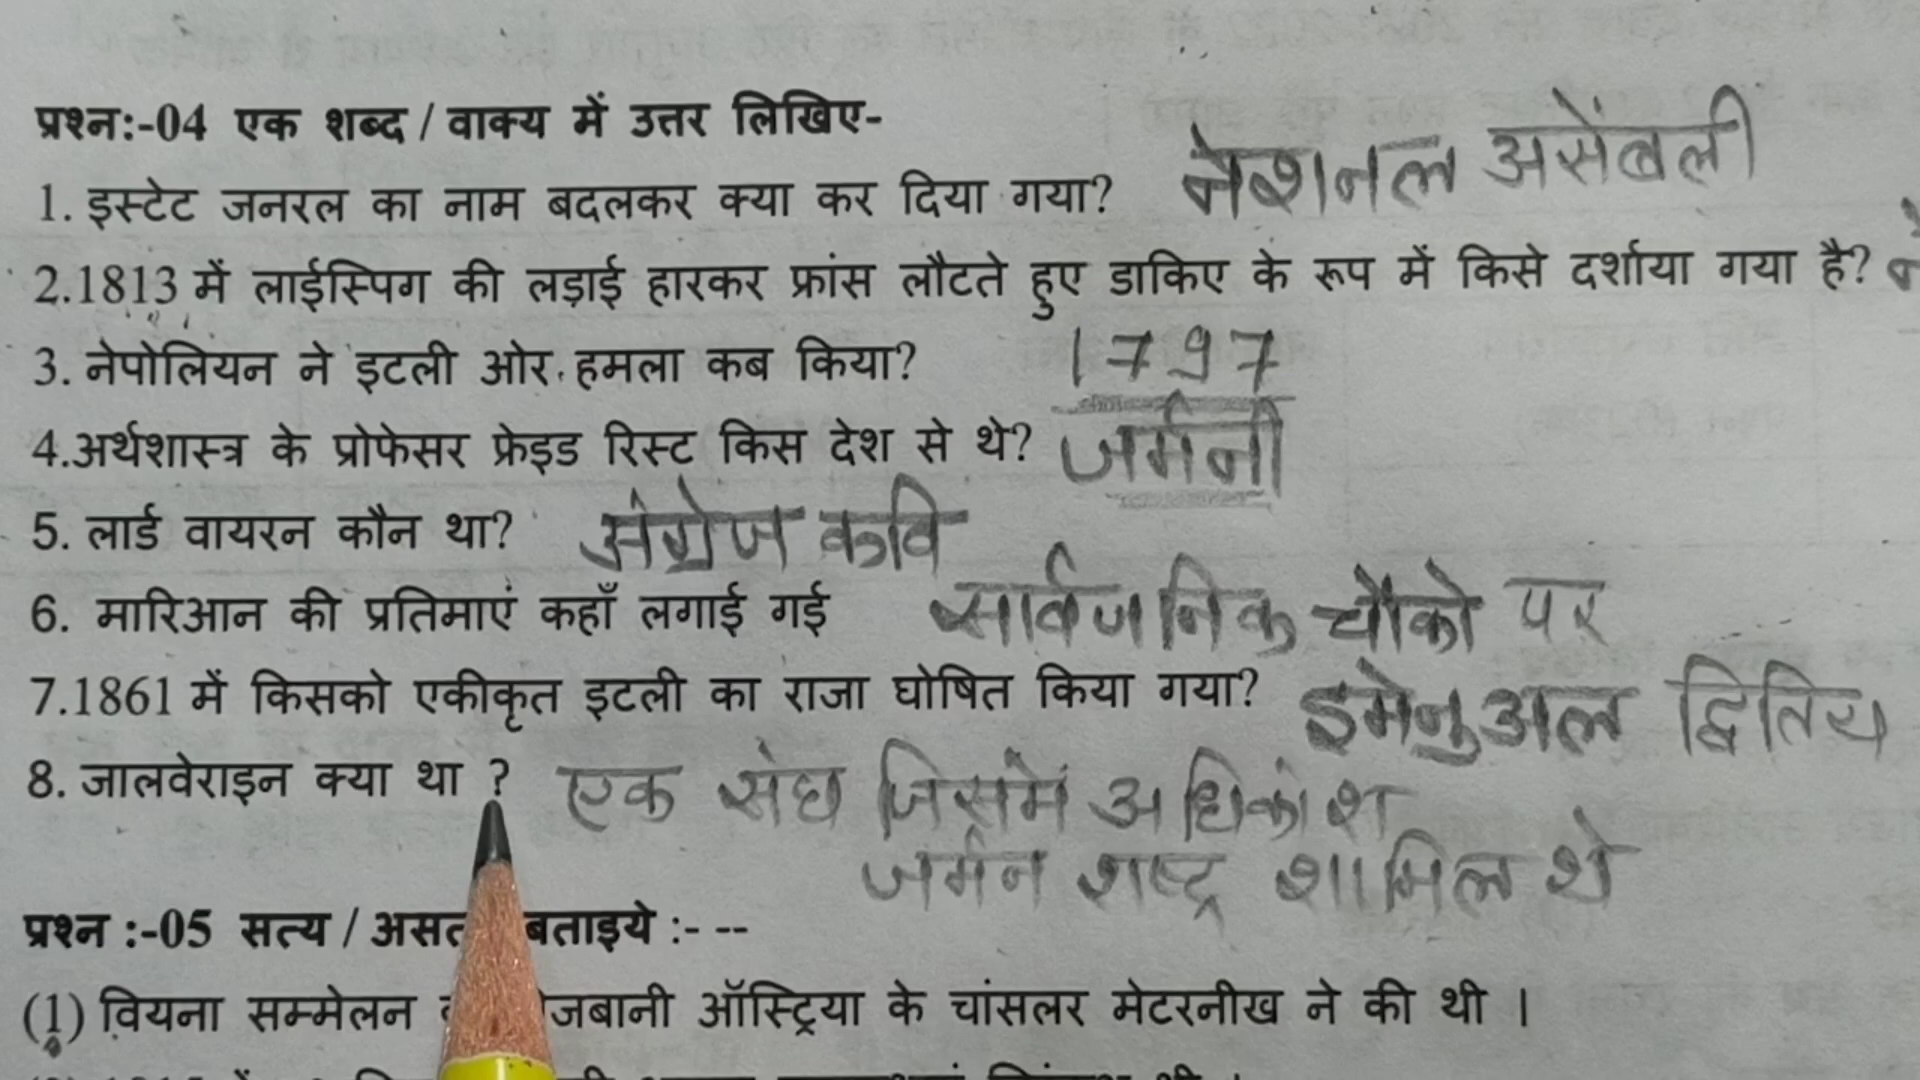 प्रश्न:-04 एक शब्द / वाक्य में उत्तर लिखिए-
1. इस्टेट जनरल का नाम बदलकर क्या कर दिया गया? नेशनल असेंबली
2.1813 में लाईस्पिग की लड़ाई हारकर फ्रांस लौटते हुए डाकिए के रूप में किसे दर्शाया गया है?
3. नेपोलियन ने इटली ओर हमला कब किया? 1797
4.अर्थशास्त्र के प्रोफेसर फ्रेइड रिस्ट किस देश से थे? जर्मनी
5. लार्ड वायरन कौन था? अंग्रेज कवि
6. मारिआन की प्रतिमाएं कहाँ लगाई गई सार्वजनिक चौको पर
7.1861 में किसको एकीकृत इटली का राजा घोषित किया गया? इमेनुअल द्वितिय
8. जालवेराइन क्या था ? एक संघ जिसमें अधिकांश
जर्मन राष्ट्र शामिल थे
प्रश्न :-05 सत्य / बताइये :- --
(1) वियना सम्मेलन ऑस्ट्रिया के चांसलर मेटरनीख ने की थी ।